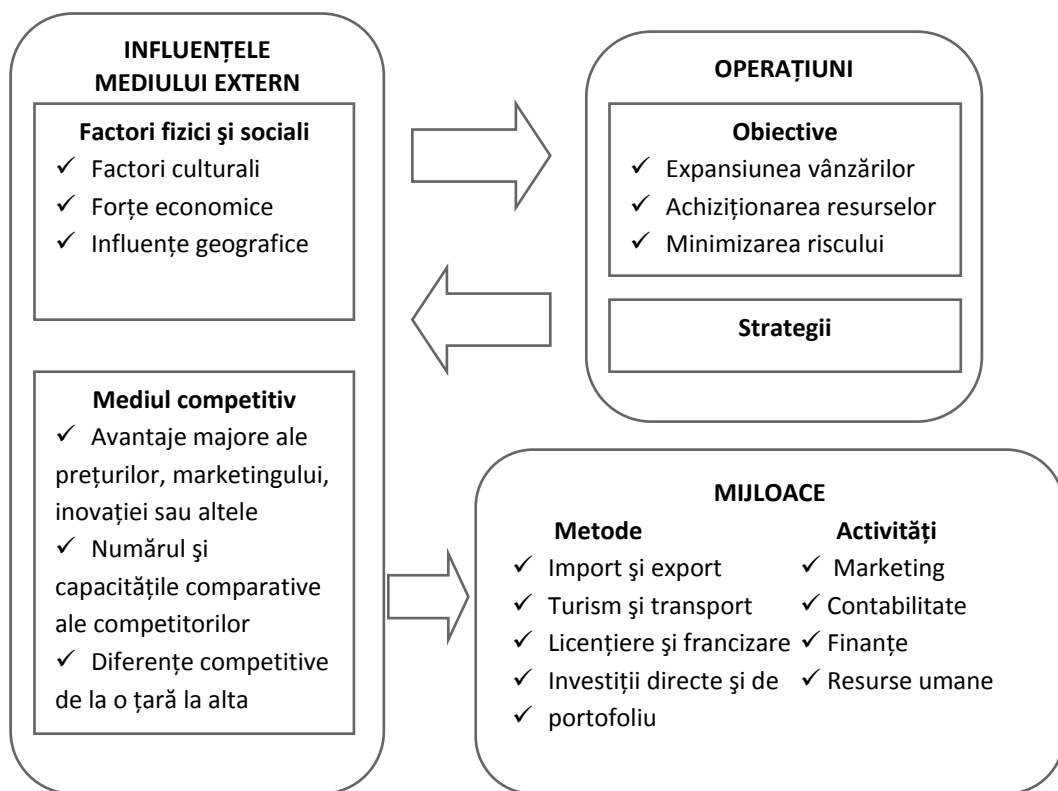 INFLUENȚELE
MEDIULUI EXTERN
Factori fizici şi sociali
✓ Factori culturali
✓ Forțe economice
✓ Influențe geografice
Mediul competitiv
✓ Avantaje majore ale
prețurilor, marketingului,
inovației sau altele
✓ Numărul şi
capacitățile comparative
ale competitorilor
✓ Diferențe competitive
de la o țară la alta
OPERAȚIUNI
Obiective
✓ Expansiunea vânzărilor
✓ Achiziționarea resurselor
✓ Minimizarea riscului
Strategii
MIJLOACE
Metode
✓ Import şi export
✓ Turism şi transport
✓ Licențiere şi francizare
✓ Investiții directe şi de
✓ portofoliu
Activități
✓ Marketing
✓ Contabilitate
✓ Finanțe
✓ Resurse umane